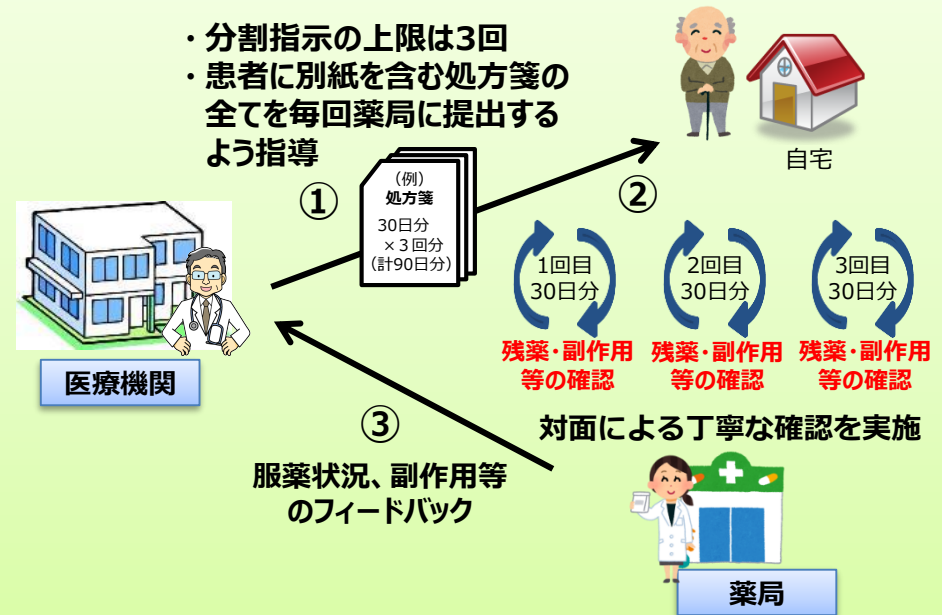 ・分割指示の上限は3回
・患者に別紙を含む処方箋の
全てを毎回薬局に提出する
よう指導
自宅
①
(例)
処方箋
30日分
×３回分
(計90日分)
②
1回目
30日分
2回目
30日分
3回目
30日分
残薬・副作用
等の確認
残薬・副作用
等の確認
残薬・副作用
等の確認
医療機関
対面による丁寧な確認を実施
③
服薬状況、副作用等
のフィードバック
薬局